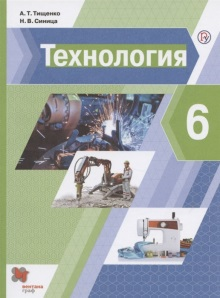 А. Т. Тищенко
Н. В. Синица
Технология
6
вентана
граф